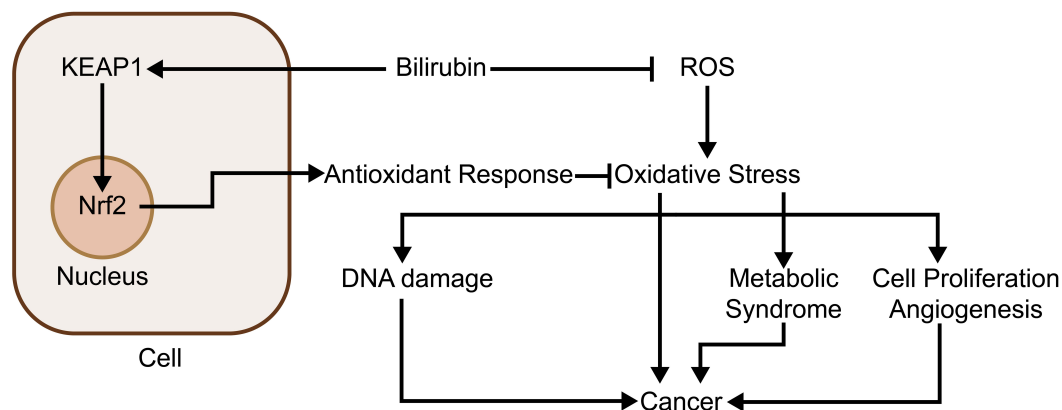 KEAP1
Bilirubin
ROS
Nrf2
Antioxidant Response
Oxidative Stress
Nucleus
DNA damage
Metabolic
Syndrome
Cell Proliferation
Angiogenesis
Cell
Cancer